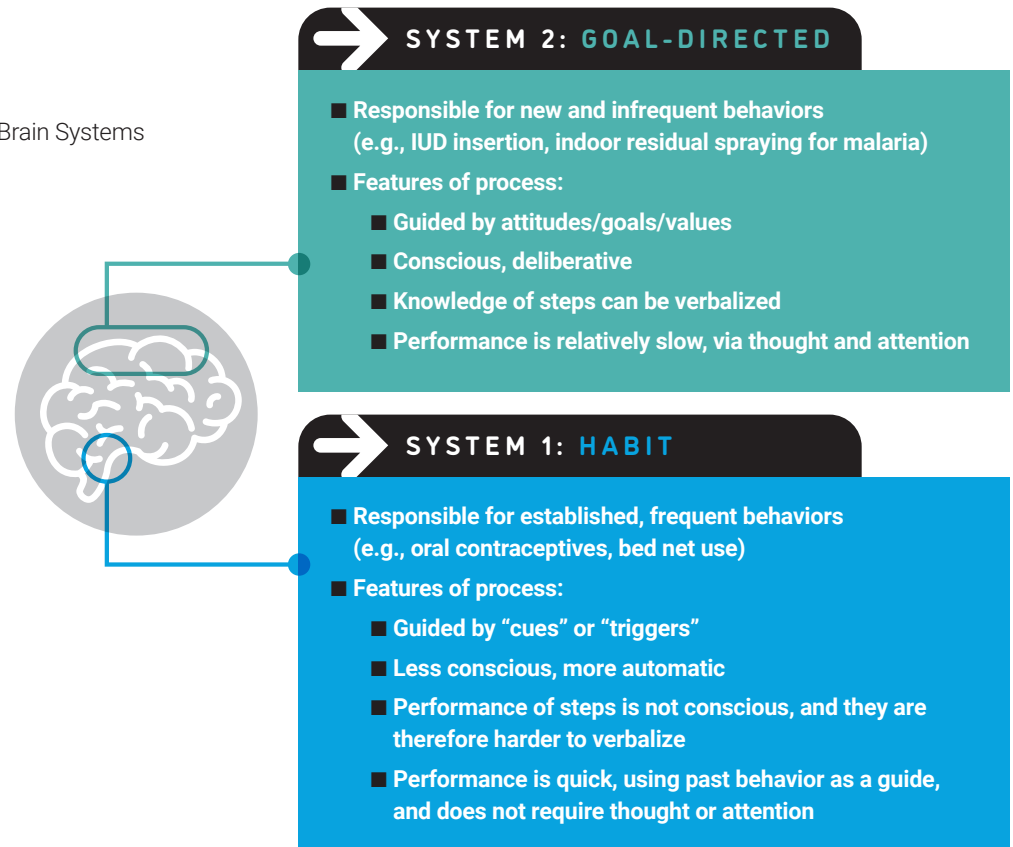 Brain Systems
SYSTEM 2: GOAL-DIRECTED
■ Responsible for new and infrequent behaviors
(e.g., IUD insertion, indoor residual spraying for malaria)
■ Features of process:
■ Guided by attitudes/goals/values
■ Conscious, deliberative
■ Knowledge of steps can be verbalized
■ Performance is relatively slow, via thought and attention
SYSTEM 1: HABIT
■ Responsible for established, frequent behaviors
(e.g., oral contraceptives, bed net use)
■ Features of process:
■ Guided by “cues” or “triggers”
■ Less conscious, more automatic
■ Performance of steps is not conscious, and they are
therefore harder to verbalize
■ Performance is quick, using past behavior as a guide,
and does not require thought or attention